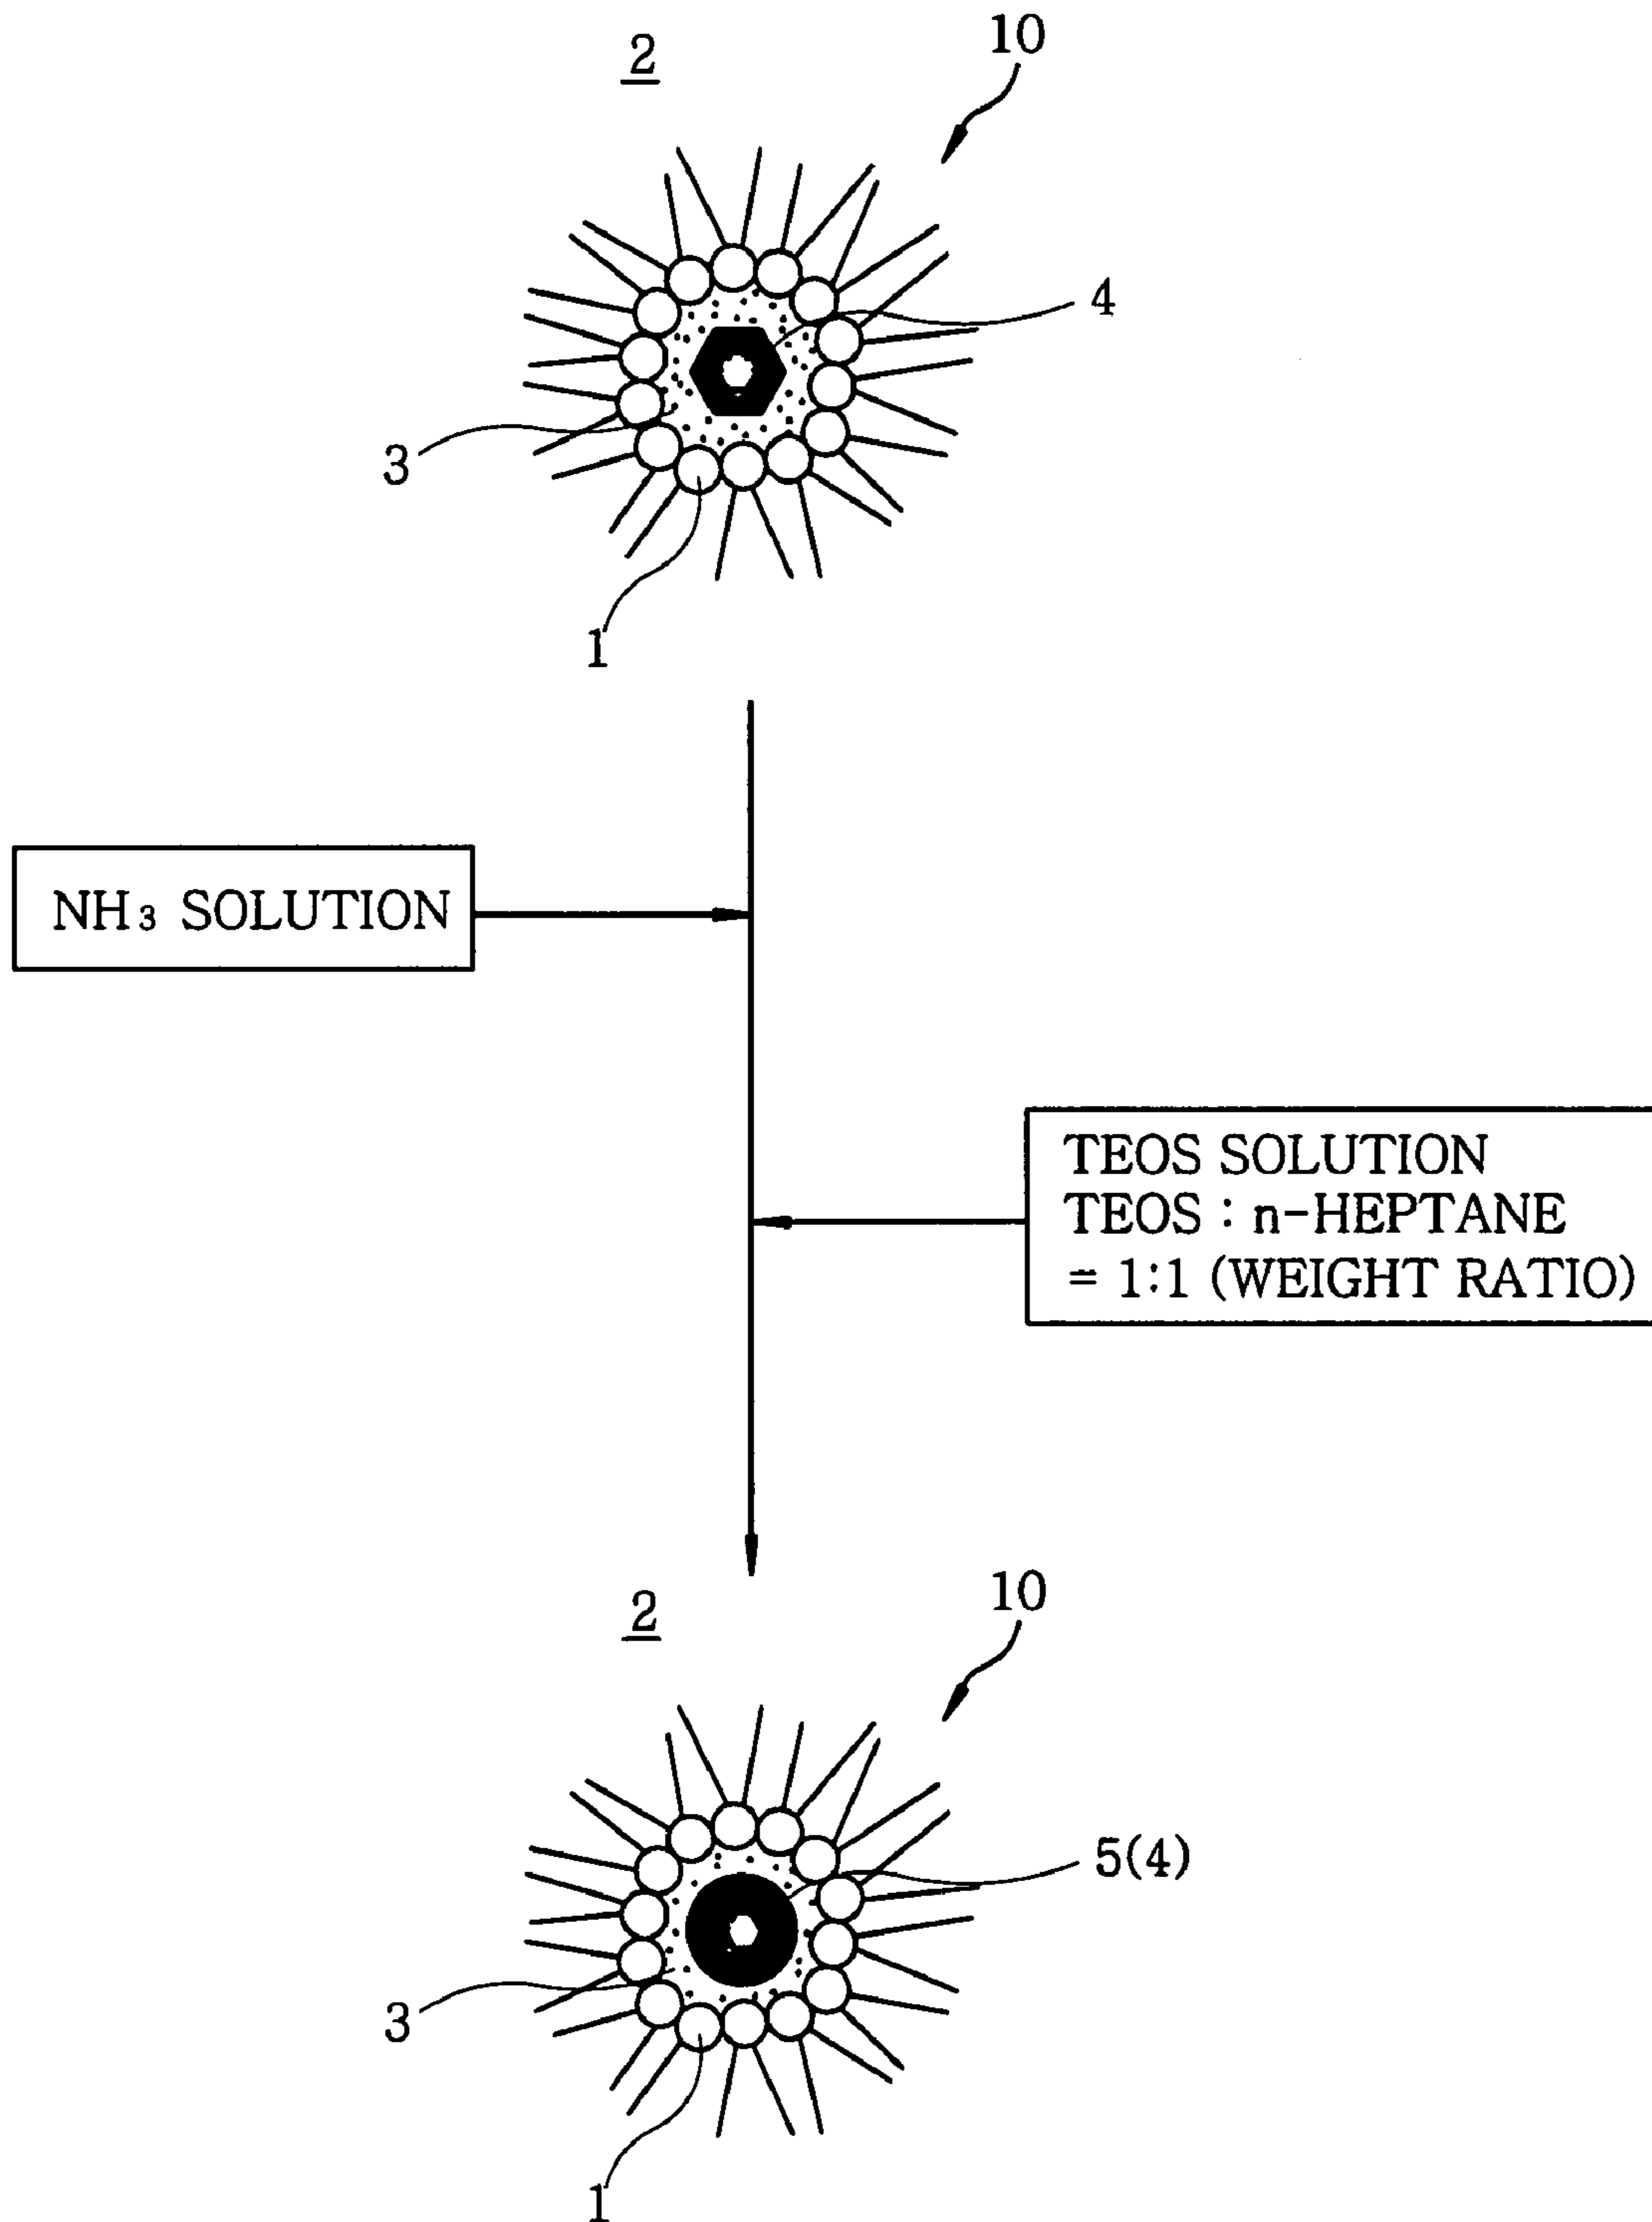 2
10
4
3
1
NH₃ SOLUTION
TEOS SOLUTION
TEOS : n-HEPTANE
= 1:1 (WEIGHT RATIO)
2
10
5(4)
3
1